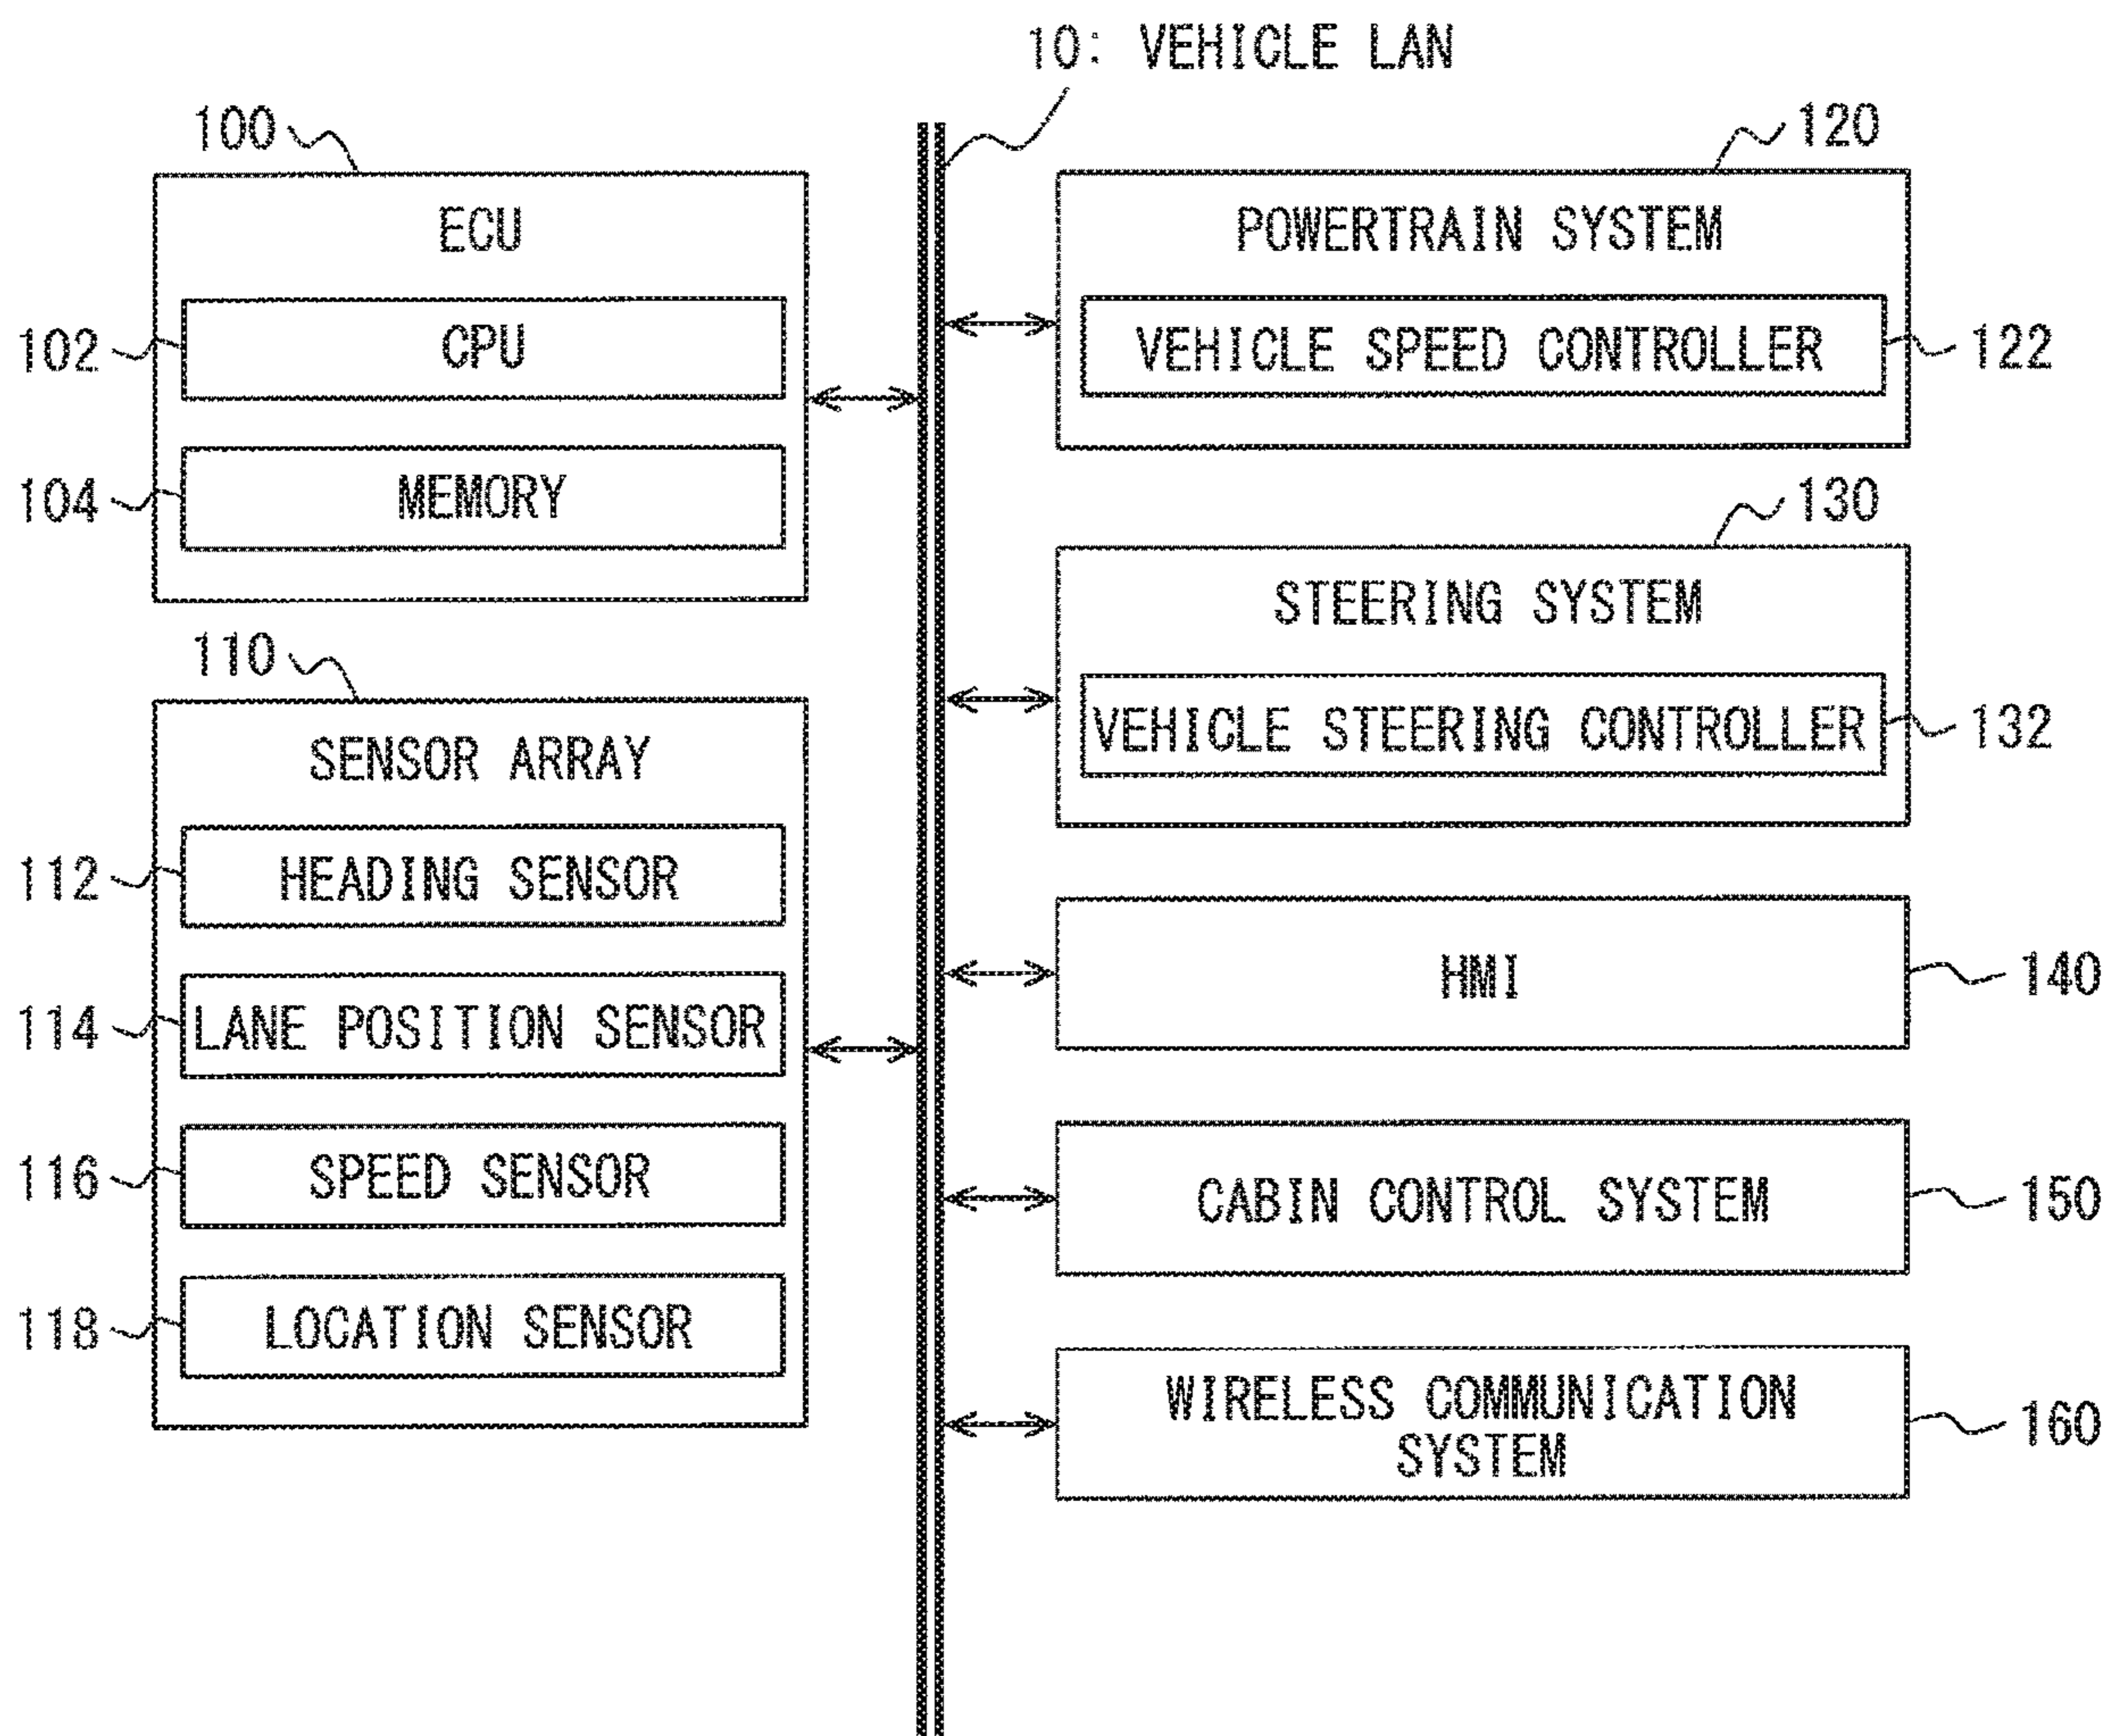 10: VEHICLE LAN
100
ECU
102
CPU
104
MEMORY
110
SENSOR ARRAY
112
HEADING SENSOR
114
LANE POSITION SENSOR
116
SPEED SENSOR
118
LOCATION SENSOR
120
POWERTRAIN SYSTEM
VEHICLE SPEED CONTROLLER
122
130
STEERING SYSTEM
VEHICLE STEERING CONTROLLER
132
HMI
140
CABIN CONTROL SYSTEM
150
WIRELESS COMMUNICATION
SYSTEM
160